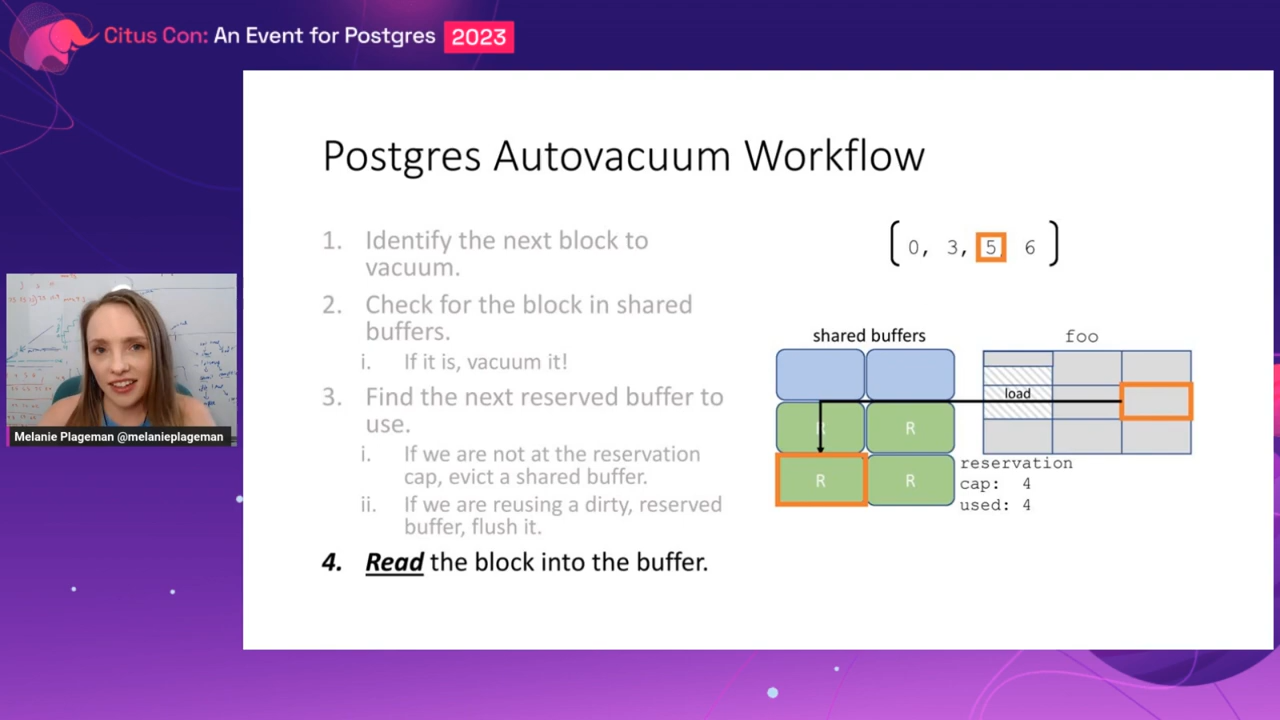 Citus Con: An Event for Postgres 2023
Postgres Autovacuum Workflow
1. Identify the next block to
vacuum.
2. Check for the block in shared
buffers.
i. If it is, vacuum it!
3. Find the next reserved buffer to
use.
i. If we are not at the reservation
cap, evict a shared buffer.
ii. If we are reusing a dirty, reserved
buffer, flush it.
4. Read the block into the buffer.
[ 0, 3, 5, 6 ]
shared buffers
foo
load
R R
R R
reservation
cap: 4
used: 4
Melanie Plageman @melanieplageman